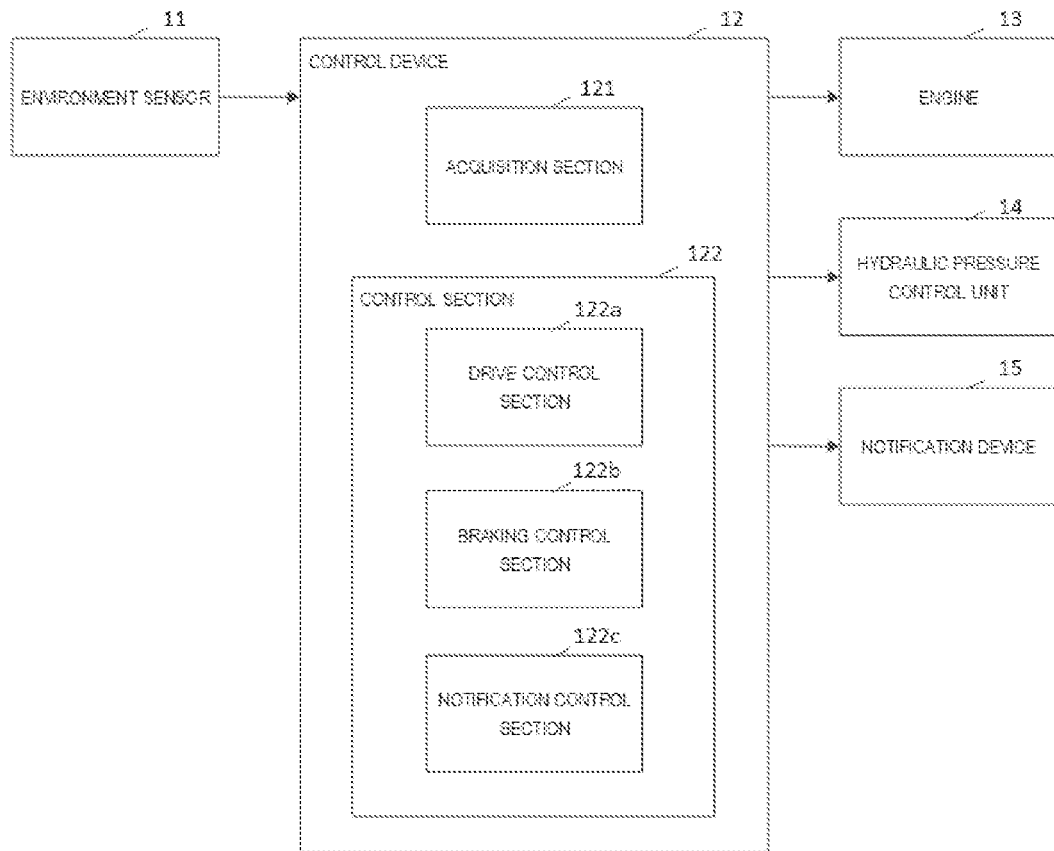 11
ENVIRONMENT SENSOR
12
CONTROL DEVICE
121
ACQUISITION SECTION
122
CONTROL SECTION
122a
DRIVE CONTROL
SECTION
122b
BRAKING CONTROL
SECTION
122c
NOTIFICATION CONTROL
SECTION
13
ENGINE
14
HYDRAULIC PRESSURE
CONTROL UNIT
15
NOTIFICATION DEVICE